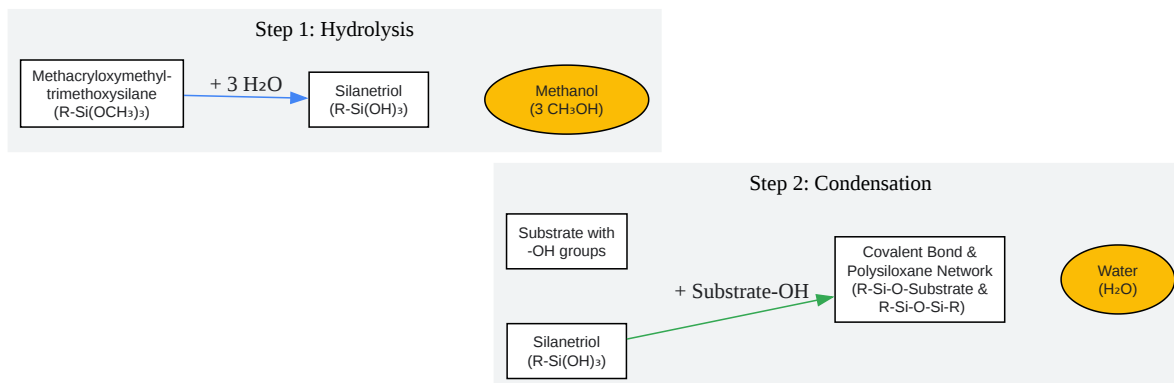 Step 1: Hydrolysis
Methacryloxymethyl-
trimethoxysilane
(R-Si(OCH₃)₃)
+ 3 H₂O
Silanetriol
(R-Si(OH)₃)
Methanol
(3 CH₃OH)
Step 2: Condensation
Substrate with
-OH groups
Silanetriol
(R-Si(OH)₃)
+ Substrate-OH
Covalent Bond &
Polysiloxane Network
(R-Si-O-Substrate &
R-Si-O-Si-R)
Water
(H₂O)